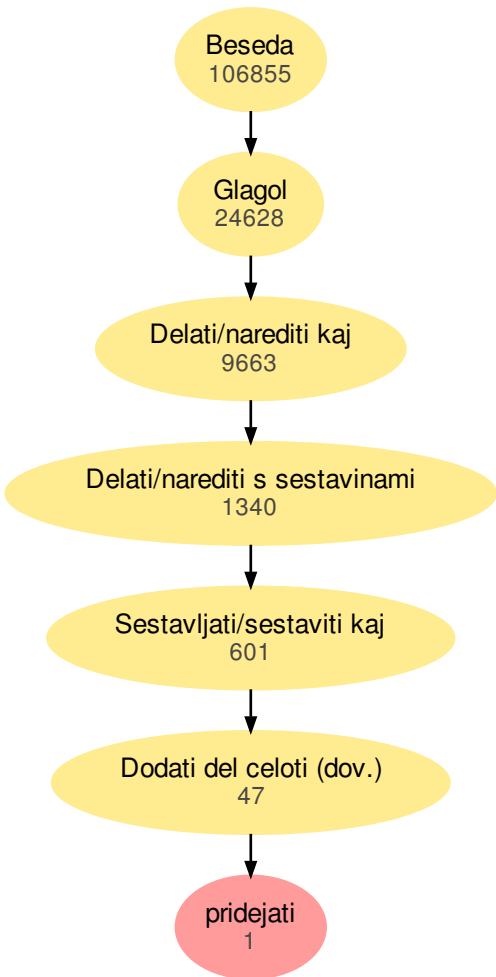 Beseda
106855
Glagol
24628
Delati/narediti kaj
9663
Delati/narediti s sestavinami
1340
Sestavljati/sestaviti kaj
601
Dodati del celoti (dov.)
47
pridejati
1